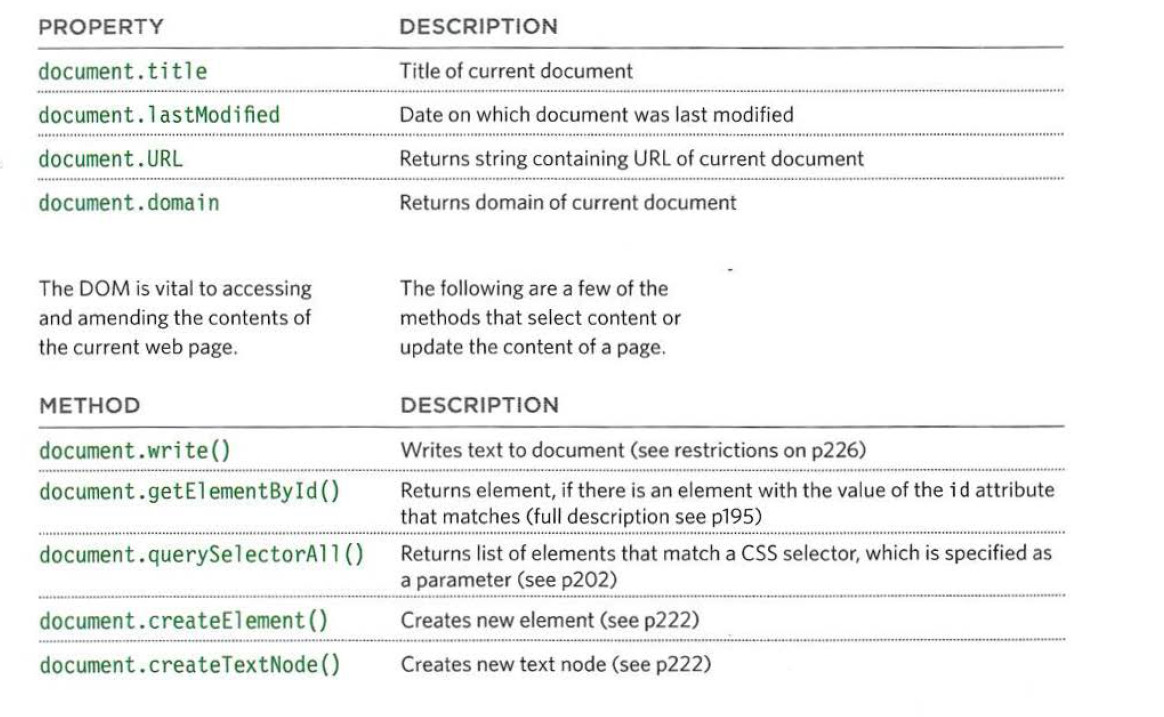 PROPERTY DESCRIPTION
document.title Title of current document
document.lastModified Date on which document was last modified
document.URL Returns string containing URL of current document
document.domain Returns domain of current document
The DOM is vital to accessing
and amending the contents of
the current web page.
The following are a few of the
methods that select content or
update the content of a page.
METHOD DESCRIPTION
document.write() Writes text to document (see restrictions on p226)
document.getElementById() Returns element, if there is an element with the value of the id attribute
that matches (full description see p195)
document.querySelectorAll() Returns list of elements that match a CSS selector, which is specified as
a parameter (see p202)
document.createElement() Creates new element (see p222)
document.createTextNode() Creates new text node (see p222)